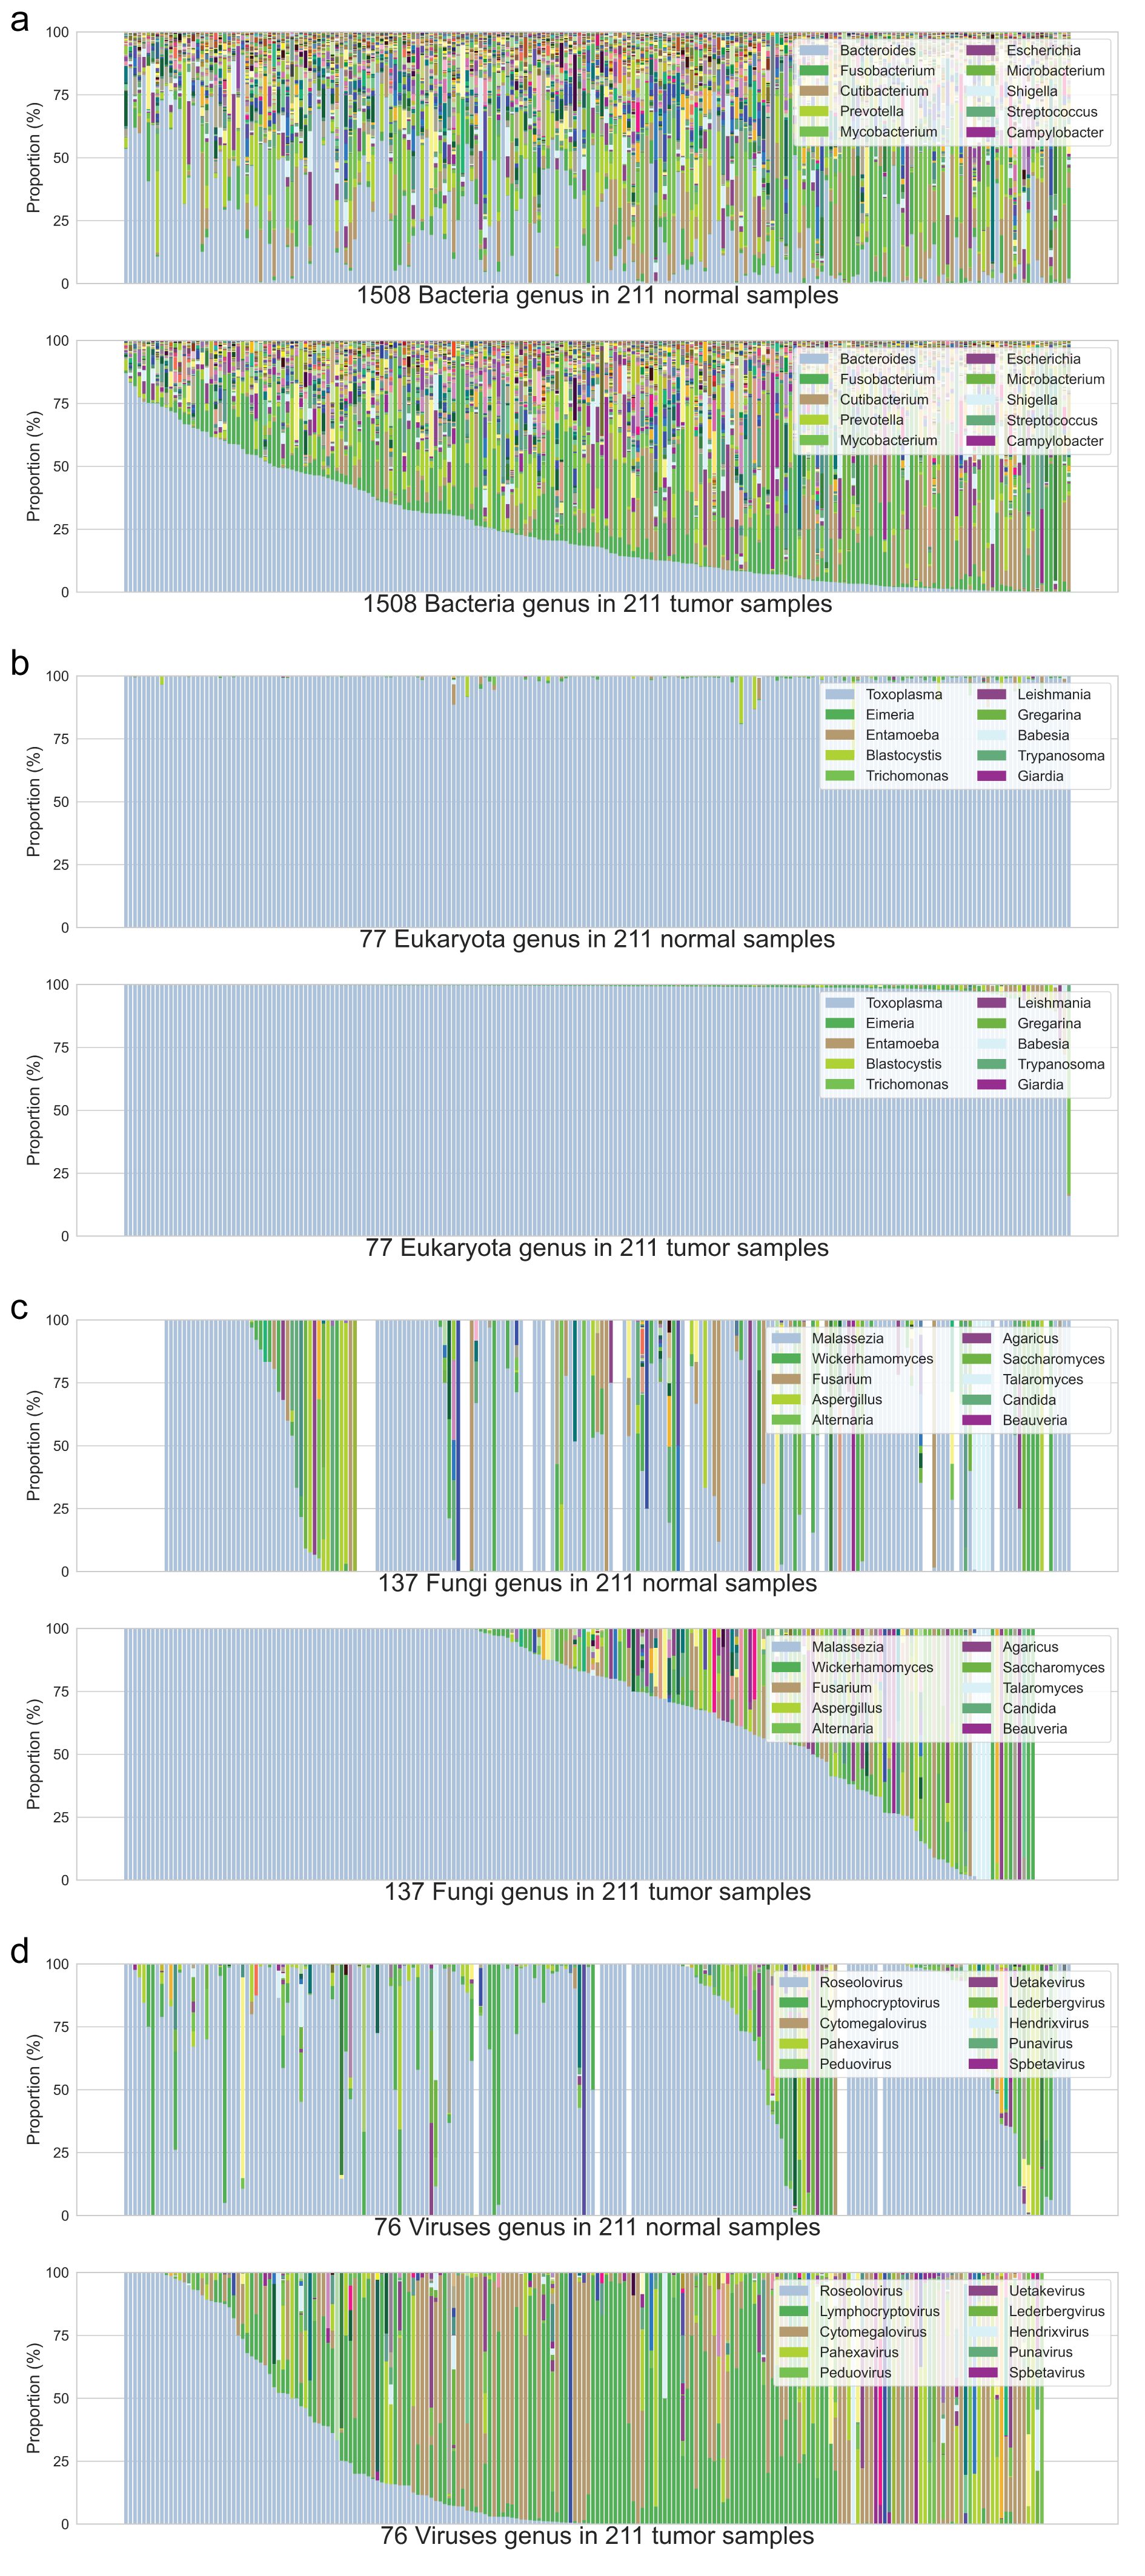 a
100
75
50
25
0
Proportion (%)
Bacteroides
Fusobacterium
Cutibacterium
Prevotella
Mycobacterium
Escherichia
Microbacterium
Shigella
Streptococcus
Campylobacter
1508 Bacteria genus in 211 normal samples
100
75
50
25
0
Proportion (%)
Bacteroides
Fusobacterium
Cutibacterium
Prevotella
Mycobacterium
Escherichia
Microbacterium
Shigella
Streptococcus
Campylobacter
1508 Bacteria genus in 211 tumor samples
b
100
75
50
25
0
Proportion (%)
Toxoplasma
Eimeria
Entamoeba
Blastocystis
Trichomonas
Leishmania
Gregarina
Babesia
Trypanosoma
Giardia
77 Eukaryota genus in 211 normal samples
100
75
50
25
0
Proportion (%)
Toxoplasma
Eimeria
Entamoeba
Blastocystis
Trichomonas
Leishmania
Gregarina
Babesia
Trypanosoma
Giardia
77 Eukaryota genus in 211 tumor samples
c
100
75
50
25
0
Proportion (%)
Malassezia
Wickerhamomyces
Fusarium
Aspergillus
Alternaria
Agaricus
Saccharomyces
Talaromyces
Candida
Beauveria
137 Fungi genus in 211 normal samples
100
75
50
25
0
Proportion (%)
Malassezia
Wickerhamomyces
Fusarium
Aspergillus
Alternaria
Agaricus
Saccharomyces
Talaromyces
Candida
Beauveria
137 Fungi genus in 211 tumor samples
d
100
75
50
25
0
Proportion (%)
Roseolovirus
Lymphocryptovirus
Cytomegalovirus
Pahexavirus
Peduovirus
Uetakevirus
Lederbergvirus
Hendrixvirus
Punavirus
Spbetavirus
76 Viruses genus in 211 normal samples
100
75
50
25
0
Proportion (%)
Roseolovirus
Lymphocryptovirus
Cytomegalovirus
Pahexavirus
Peduovirus
Uetakevirus
Lederbergvirus
Hendrixvirus
Punavirus
Spbetavirus
76 Viruses genus in 211 tumor samples